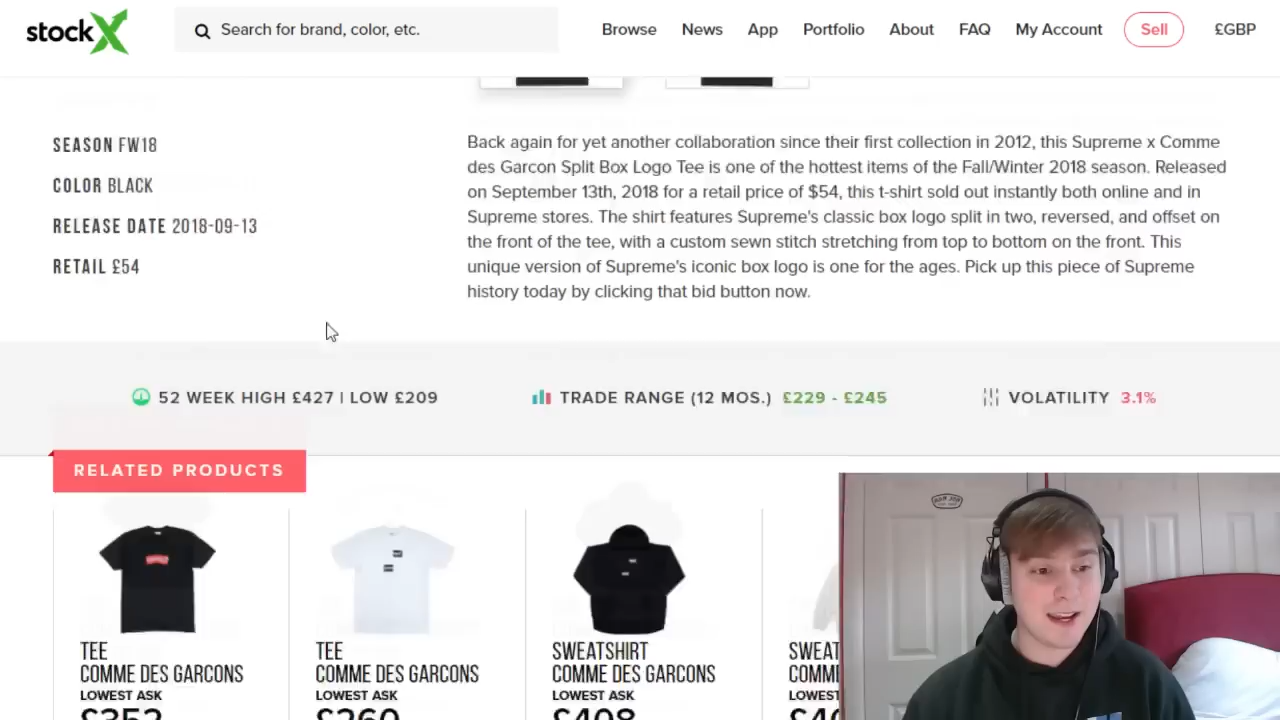 stockX
Search for brand, color, etc.
Browse News App Portfolio About FAQ My Account Sell £GBP
SEASON FW18
COLOR BLACK
RELEASE DATE 2018-09-13
RETAIL £54
Back again for yet another collaboration since their first collection in 2012, this Supreme x Comme
des Garcon Split Box Logo Tee is one of the hottest items of the Fall/Winter 2018 season. Released
on September 13th, 2018 for a retail price of $54, this t-shirt sold out instantly both online and in
Supreme stores. The shirt features Supreme's classic box logo split in two, reversed, and offset on
the front of the tee, with a custom sewn stitch stretching from top to bottom on the front. This
unique version of Supreme's iconic box logo is one for the ages. Pick up this piece of Supreme
history today by clicking that bid button now.
52 WEEK HIGH £427 | LOW £209
TRADE RANGE (12 MOS.) £229 - £245
VOLATILITY 3.1%
RELATED PRODUCTS
TEE
COMME DES GARCONS
LOWEST ASK
£352
TEE
COMME DES GARCONS
LOWEST ASK
£260
SWEATSHIRT
COMME DES GARCONS
LOWEST ASK
£408
SWEAT
COMM
LOWEST